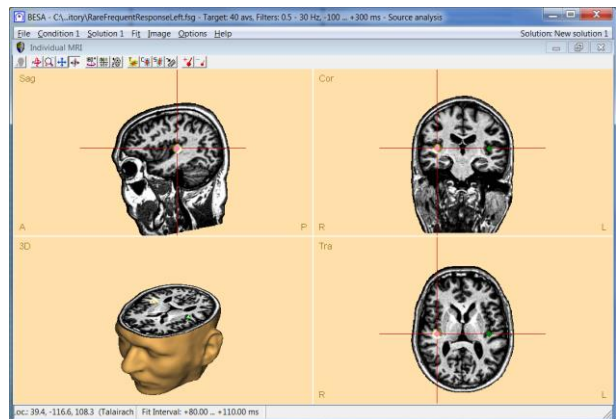 BESA - C:\...itory\RareFrequentResponseLeft.fsg - Target: 40 avs, Filters: 0.5 - 30 Hz, -100 ... +300 ms - Source analysis
File Condition 1 Solution 1 Fit Image Options Help Solution: New solution 1
Individual MRI
Sag Cor
A P R L
3D Tra
R L
Loc.: 39.4, -116.6, 108.3 (Talairach Fit Interval: +80.00 ... +110.00 ms